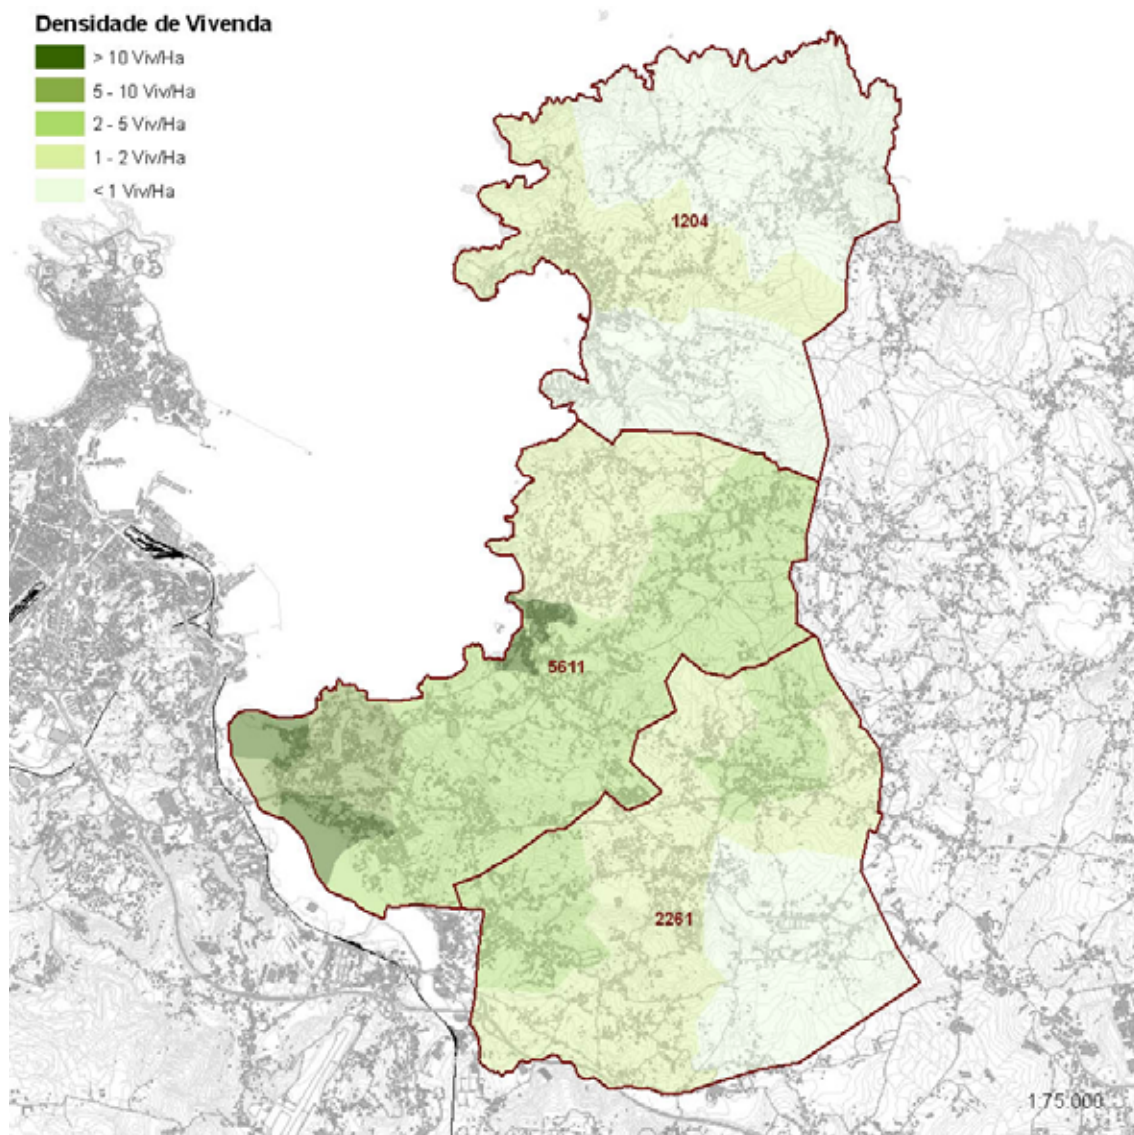 Densidade de Vivenda
> 10 Viv/Ha
5 - 10 Viv/Ha
2 - 5 Viv/Ha
1 - 2 Viv/Ha
< 1 Viv/Ha
1204
5611
2261
1:75.000